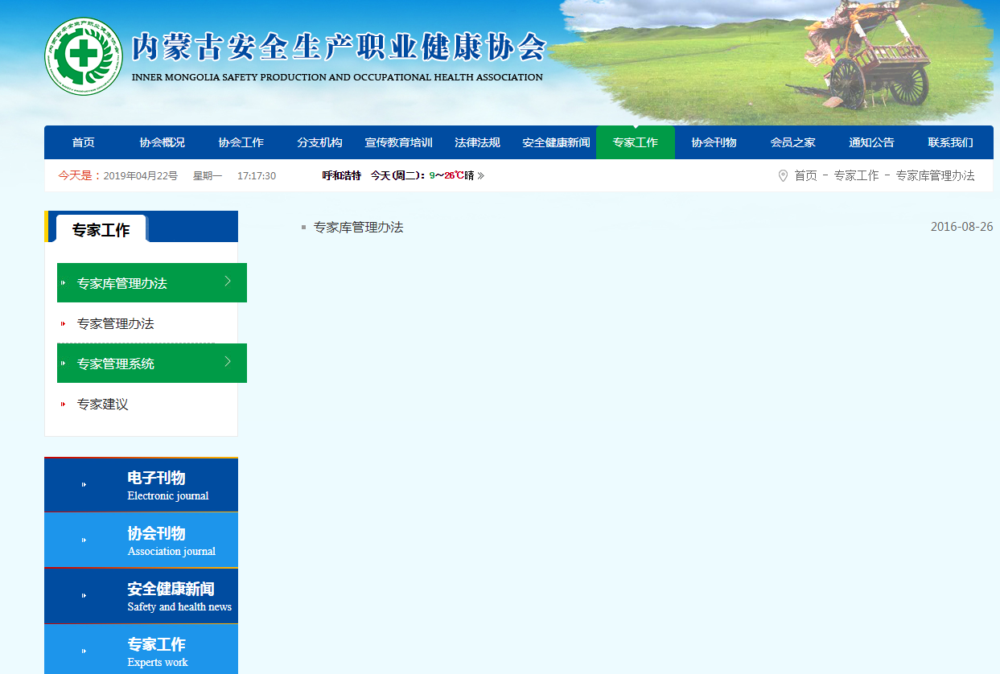 内蒙古安全生产职业健康协会
INNER MONGOLIA SAFETY PRODUCTION AND OCCUPATIONAL HEALTH ASSOCIATION
首页 协会概况 协会工作 分支机构 宣传教育培训 法律法规 安全健康新闻 专家工作 协会刊物 会员之家 通知公告 联系我们
今天是：2019年04月22号 星期一 17:17:30 呼和浩特 今天(周二)：9～26℃晴 首页 - 专家工作 - 专家库管理办法
专家工作
专家库管理办法 2016-08-26
专家库管理办法
专家管理办法
专家管理系统
专家建议
电子刊物
Electronic journal
协会刊物
Association journal
安全健康新闻
Safety and health news
专家工作
Experts work